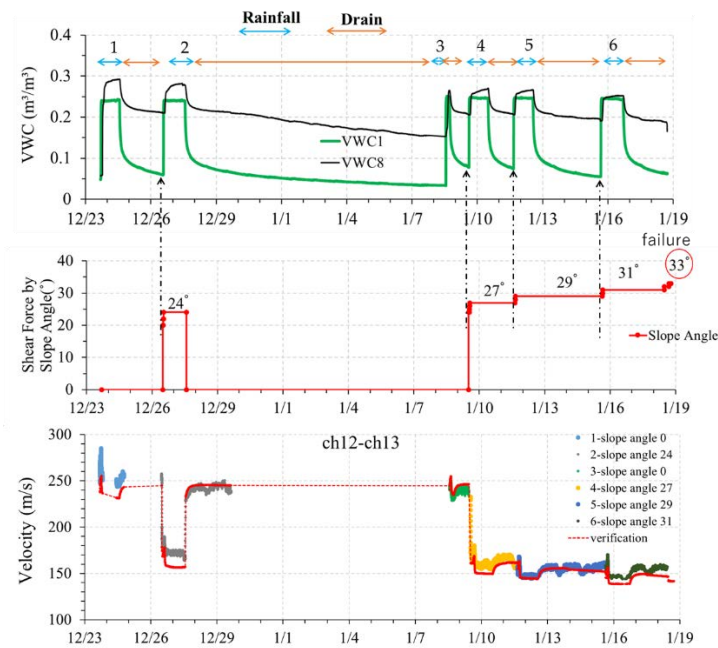 Rainfall Drain
1 2 3 4 5 6
VWC (m³/m³)
0.4
0.3
0.2
0.1
0
VWC1
VWC8
12/23 12/26 12/29 1/1 1/4 1/7 1/10 1/13 1/16 1/19
failure
Shear Force by
Slope Angle(°)
40
30
20
10
0
24°
27°
29°
31°
33°
Slope Angle
12/23 12/26 12/29 1/1 1/4 1/7 1/10 1/13 1/16 1/19
ch12-ch13
Velocity (m/s)
300
250
200
150
100
1-slope angle 0
2-slope angle 24
3-slope angle 0
4-slope angle 27
5-slope angle 29
6-slope angle 31
verification
12/23 12/26 12/29 1/1 1/4 1/7 1/10 1/13 1/16 1/19